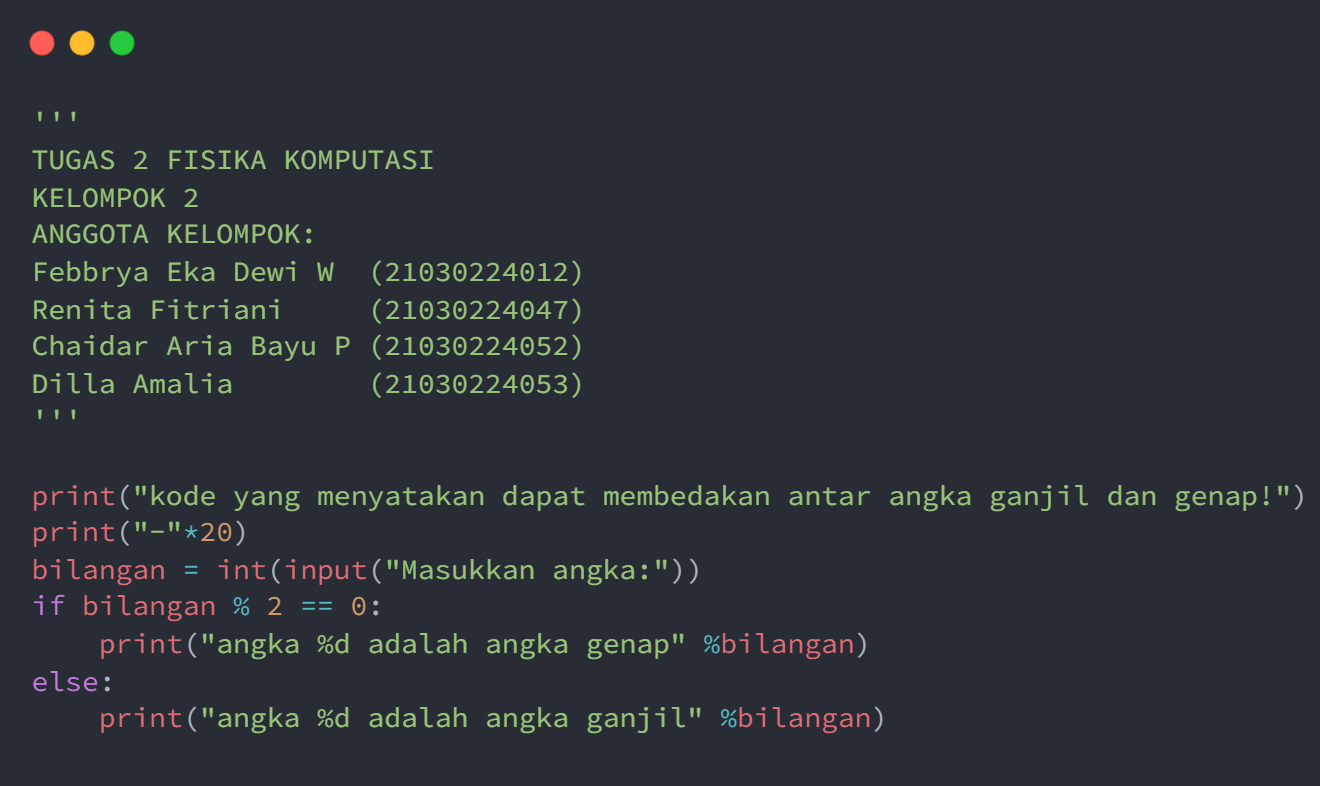 '''
TUGAS 2 FISIKA KOMPUTASI
KELOMPOK 2
ANGGOTA KELOMPOK:
Febbrya Eka Dewi W  (21030224012)
Renita Fitriani     (21030224047)
Chaidar Aria Bayu P (21030224052)
Dilla Amalia        (21030224053)
'''
print("kode yang menyatakan dapat membedakan antar angka ganjil dan genap!")
print("-"*20)
bilangan = int(input("Masukkan angka:"))
if bilangan % 2 == 0:
    print("angka %d adalah angka genap" %bilangan)
else:
    print("angka %d adalah angka ganjil" %bilangan)